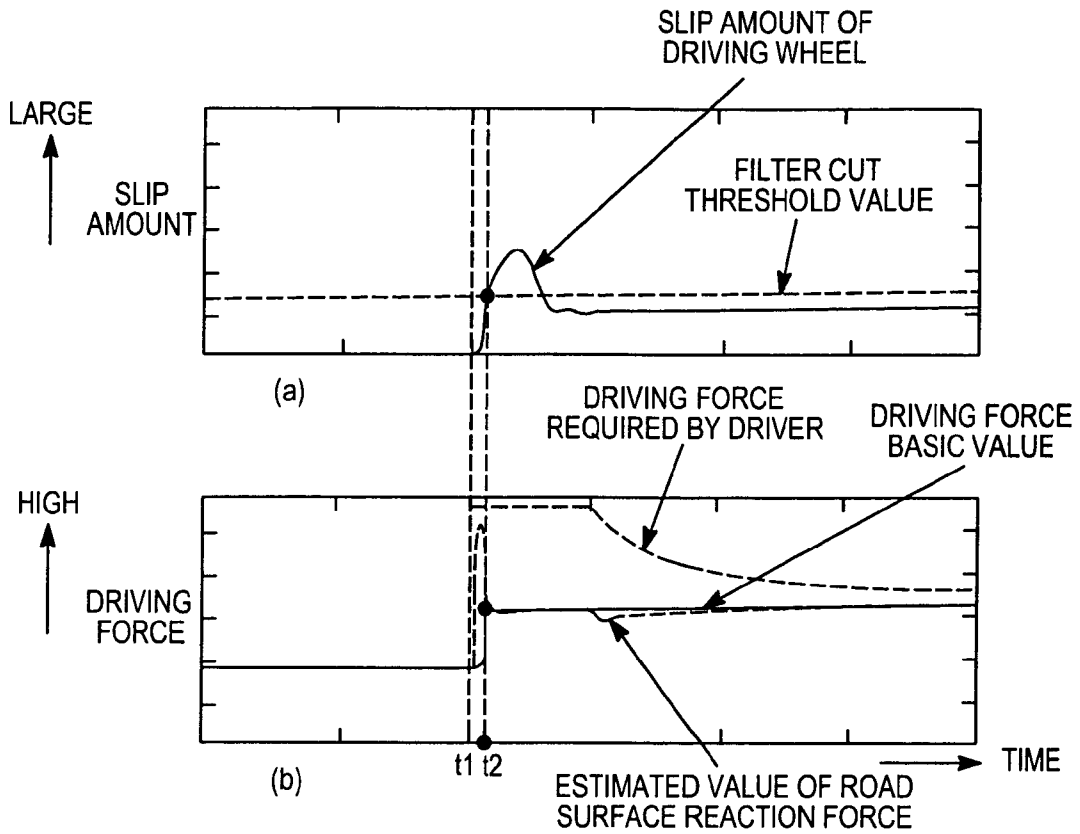 SLIP AMOUNT OF
DRIVING WHEEL
LARGE
SLIP
AMOUNT
FILTER CUT
THRESHOLD VALUE
(a)
DRIVING FORCE
REQUIRED BY DRIVER
DRIVING FORCE
BASIC VALUE
HIGH
DRIVING
FORCE
t1 t2
TIME
(b)
ESTIMATED VALUE OF ROAD
SURFACE REACTION FORCE